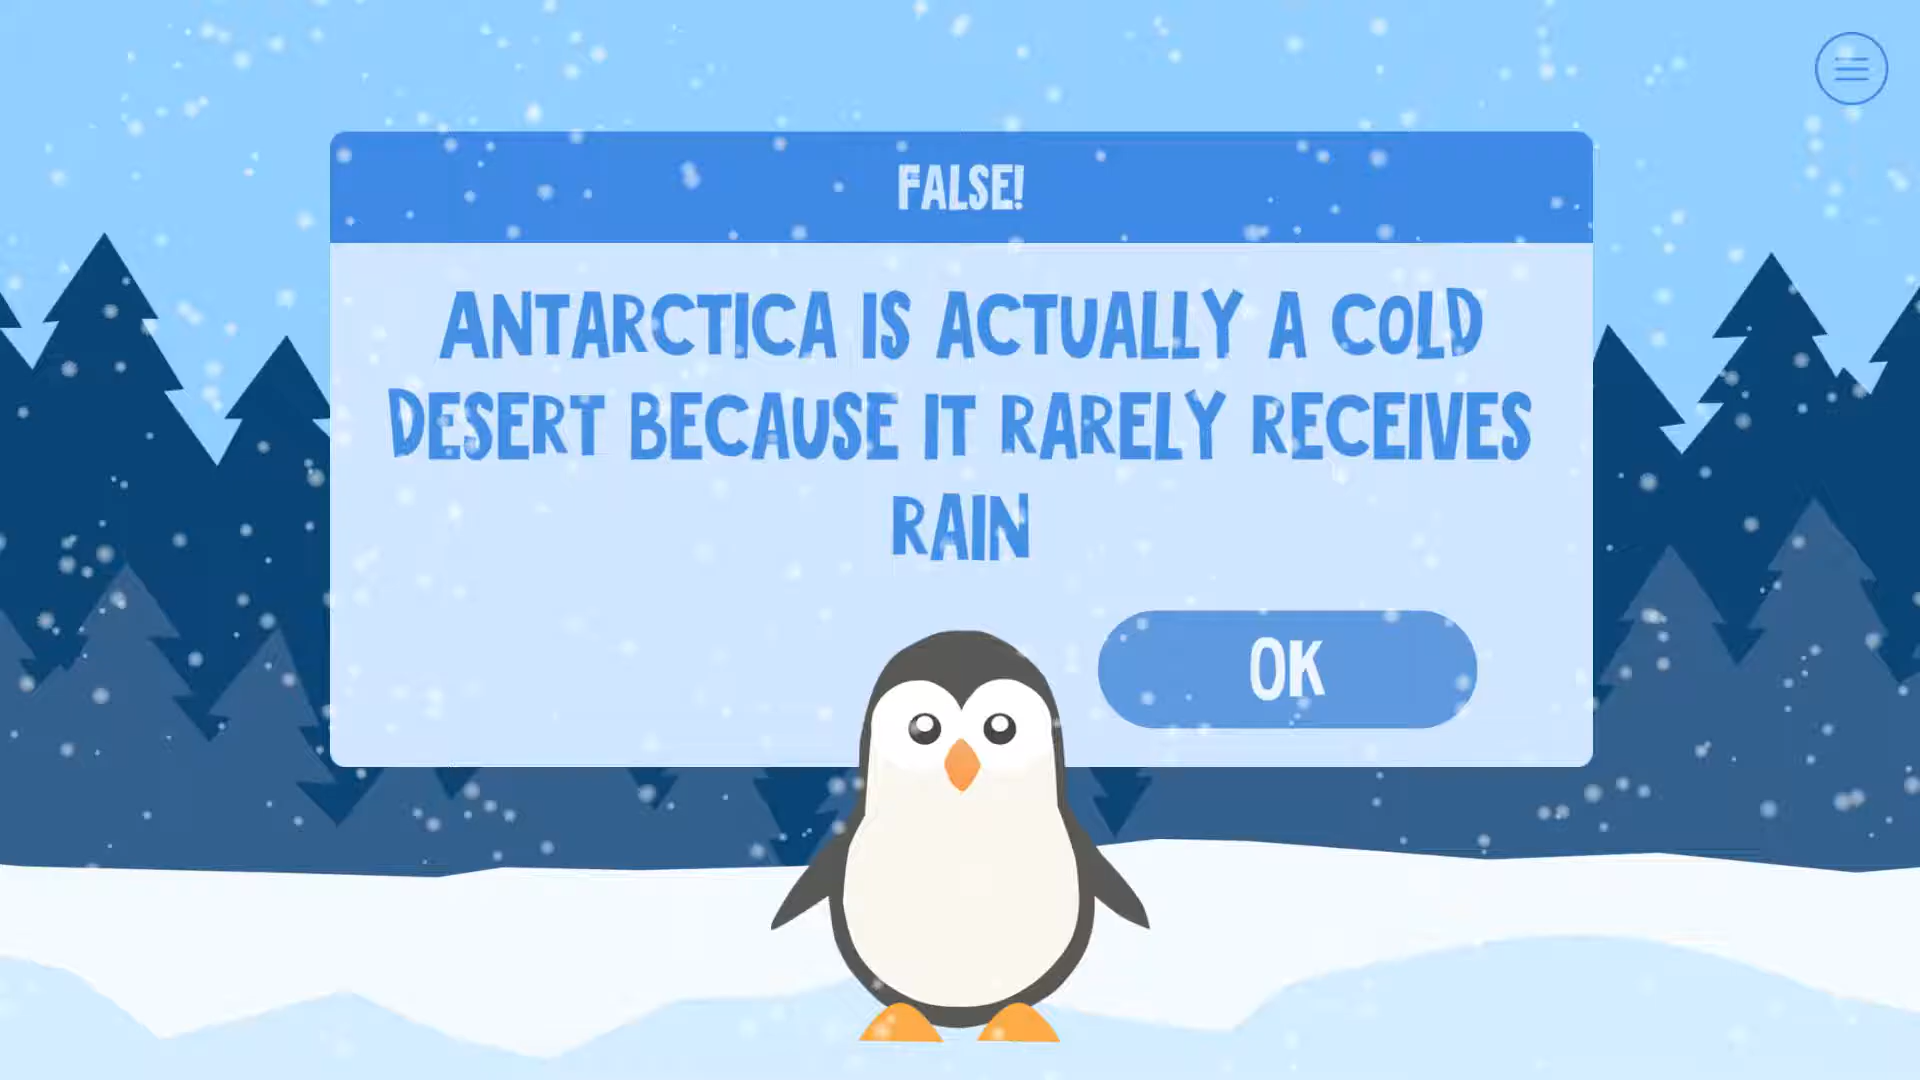 FALSE!
ANTARCTICA IS ACTUALLY A COLD
DESERT BECAUSE IT RARELY RECEIVES
RAIN
OK